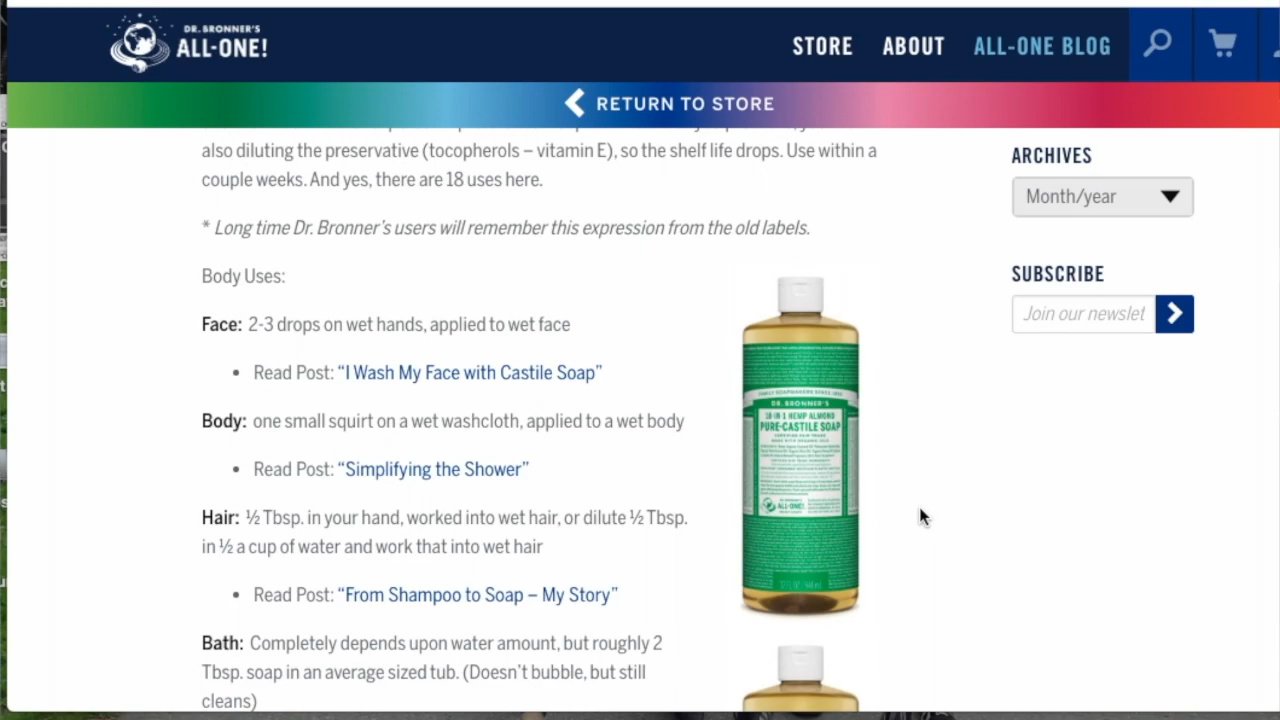 DR. BRONNER'S
ALL-ONE!
STORE
ABOUT
ALL-ONE BLOG
RETURN TO STORE
also diluting the preservative (tocopherols – vitamin E), so the shelf life drops. Use within a
couple weeks. And yes, there are 18 uses here.
* Long time Dr. Bronner's users will remember this expression from the old labels.
Body Uses:
Face: 2-3 drops on wet hands, applied to wet face
• Read Post: “I Wash My Face with Castile Soap”
Body: one small squirt on a wet washcloth, applied to a wet body
• Read Post: “Simplifying the Shower”
Hair: ½ Tbsp. in your hand, worked into wet hair OR dilute ½ Tbsp.
in ½ a cup of water and work that into wet hair
• Read Post: “From Shampoo to Soap – My Story”
Bath: Completely depends upon water amount, but roughly 2
Tbsp. soap in an average sized tub. (Doesn't bubble, but still
cleans)
FAMILY SOAPMAKERS SINCE 1858
DR. BRONNER'S
18-IN-1 HEMP ALMOND
PURE-CASTILE SOAP
ALL-ONE!
ARCHIVES
Month/year
SUBSCRIBE
Join our newslet